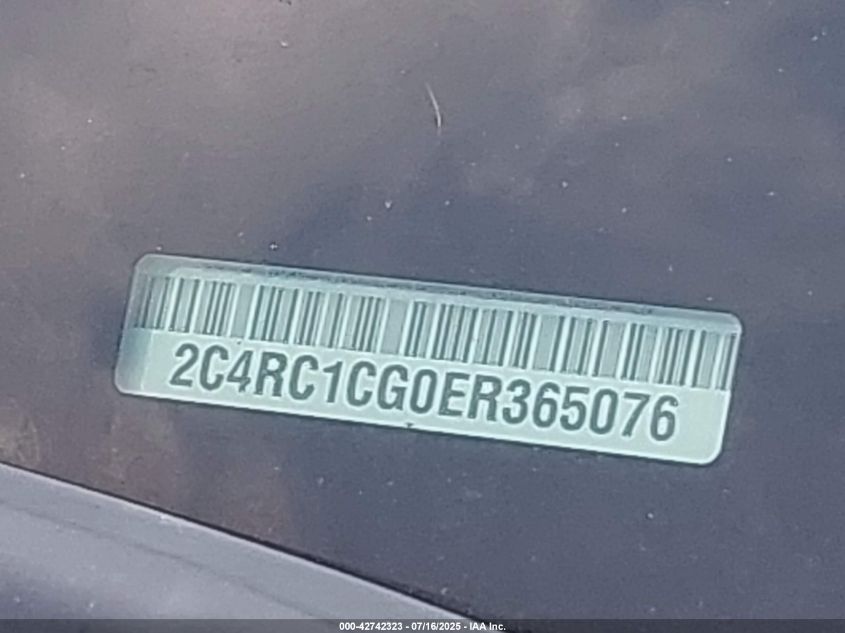 2C4RC1CG0ER365076
000-42742323 - 07/16/2025 - IAA Inc.